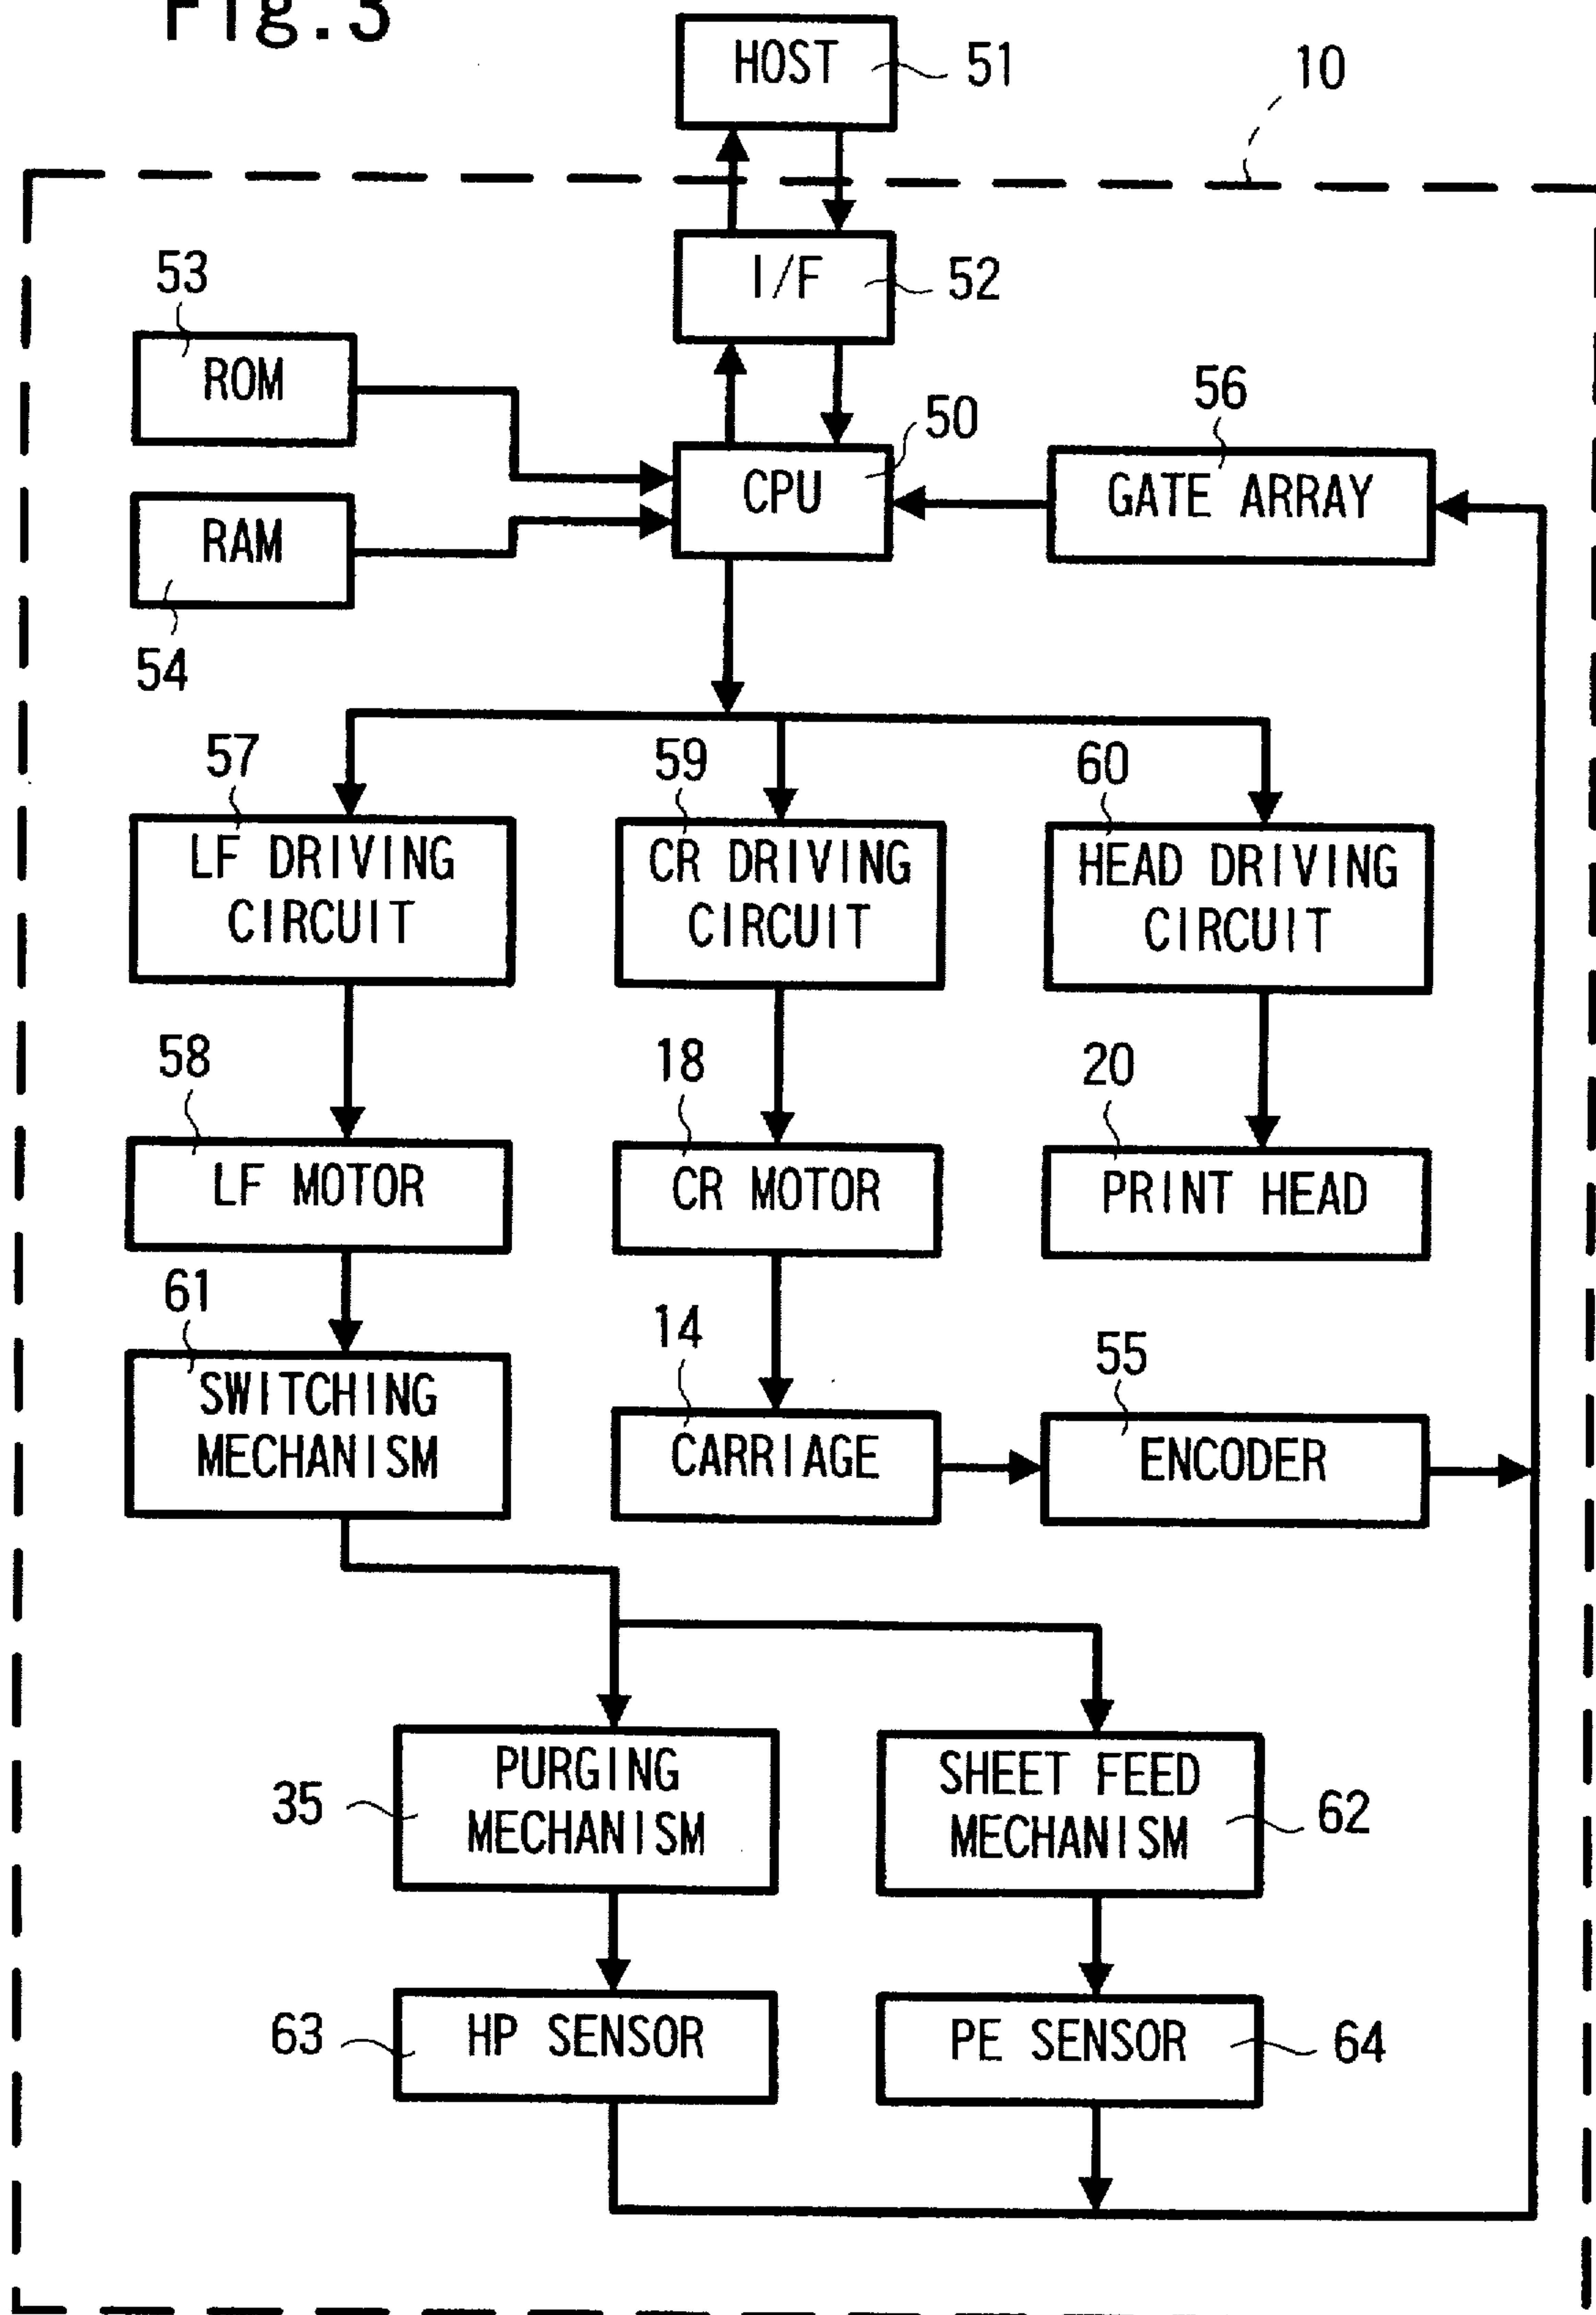 Fig.3
HOST
51
10
I/F
52
53
ROM
50
CPU
56
GATE ARRAY
RAM
54
57
LF DRIVING
CIRCUIT
59
CR DRIVING
CIRCUIT
60
HEAD DRIVING
CIRCUIT
58
LF MOTOR
18
CR MOTOR
20
PRINT HEAD
61
SWITCHING
MECHANISM
14
CARRIAGE
55
ENCODER
35
PURGING
MECHANISM
SHEET FEED
MECHANISM
62
63
HP SENSOR
PE SENSOR
64